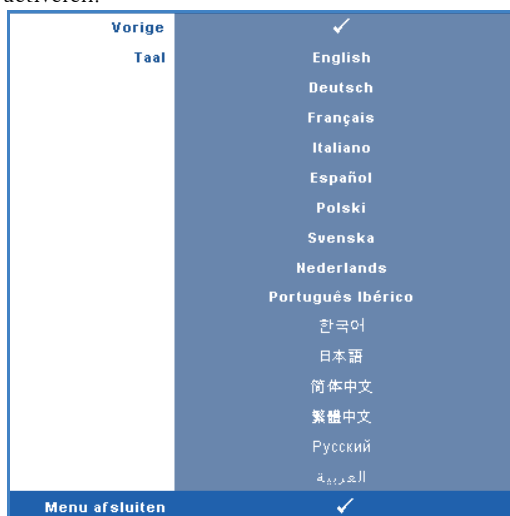 activeren.
Vorige ✓
Taal English
Deutsch
Français
Italiano
Español
Polski
Svenska
Nederlands
Português Ibérico
한국어
日本語
简体中文
繁體中文
Русский
العربية
Menu afsluiten ✓